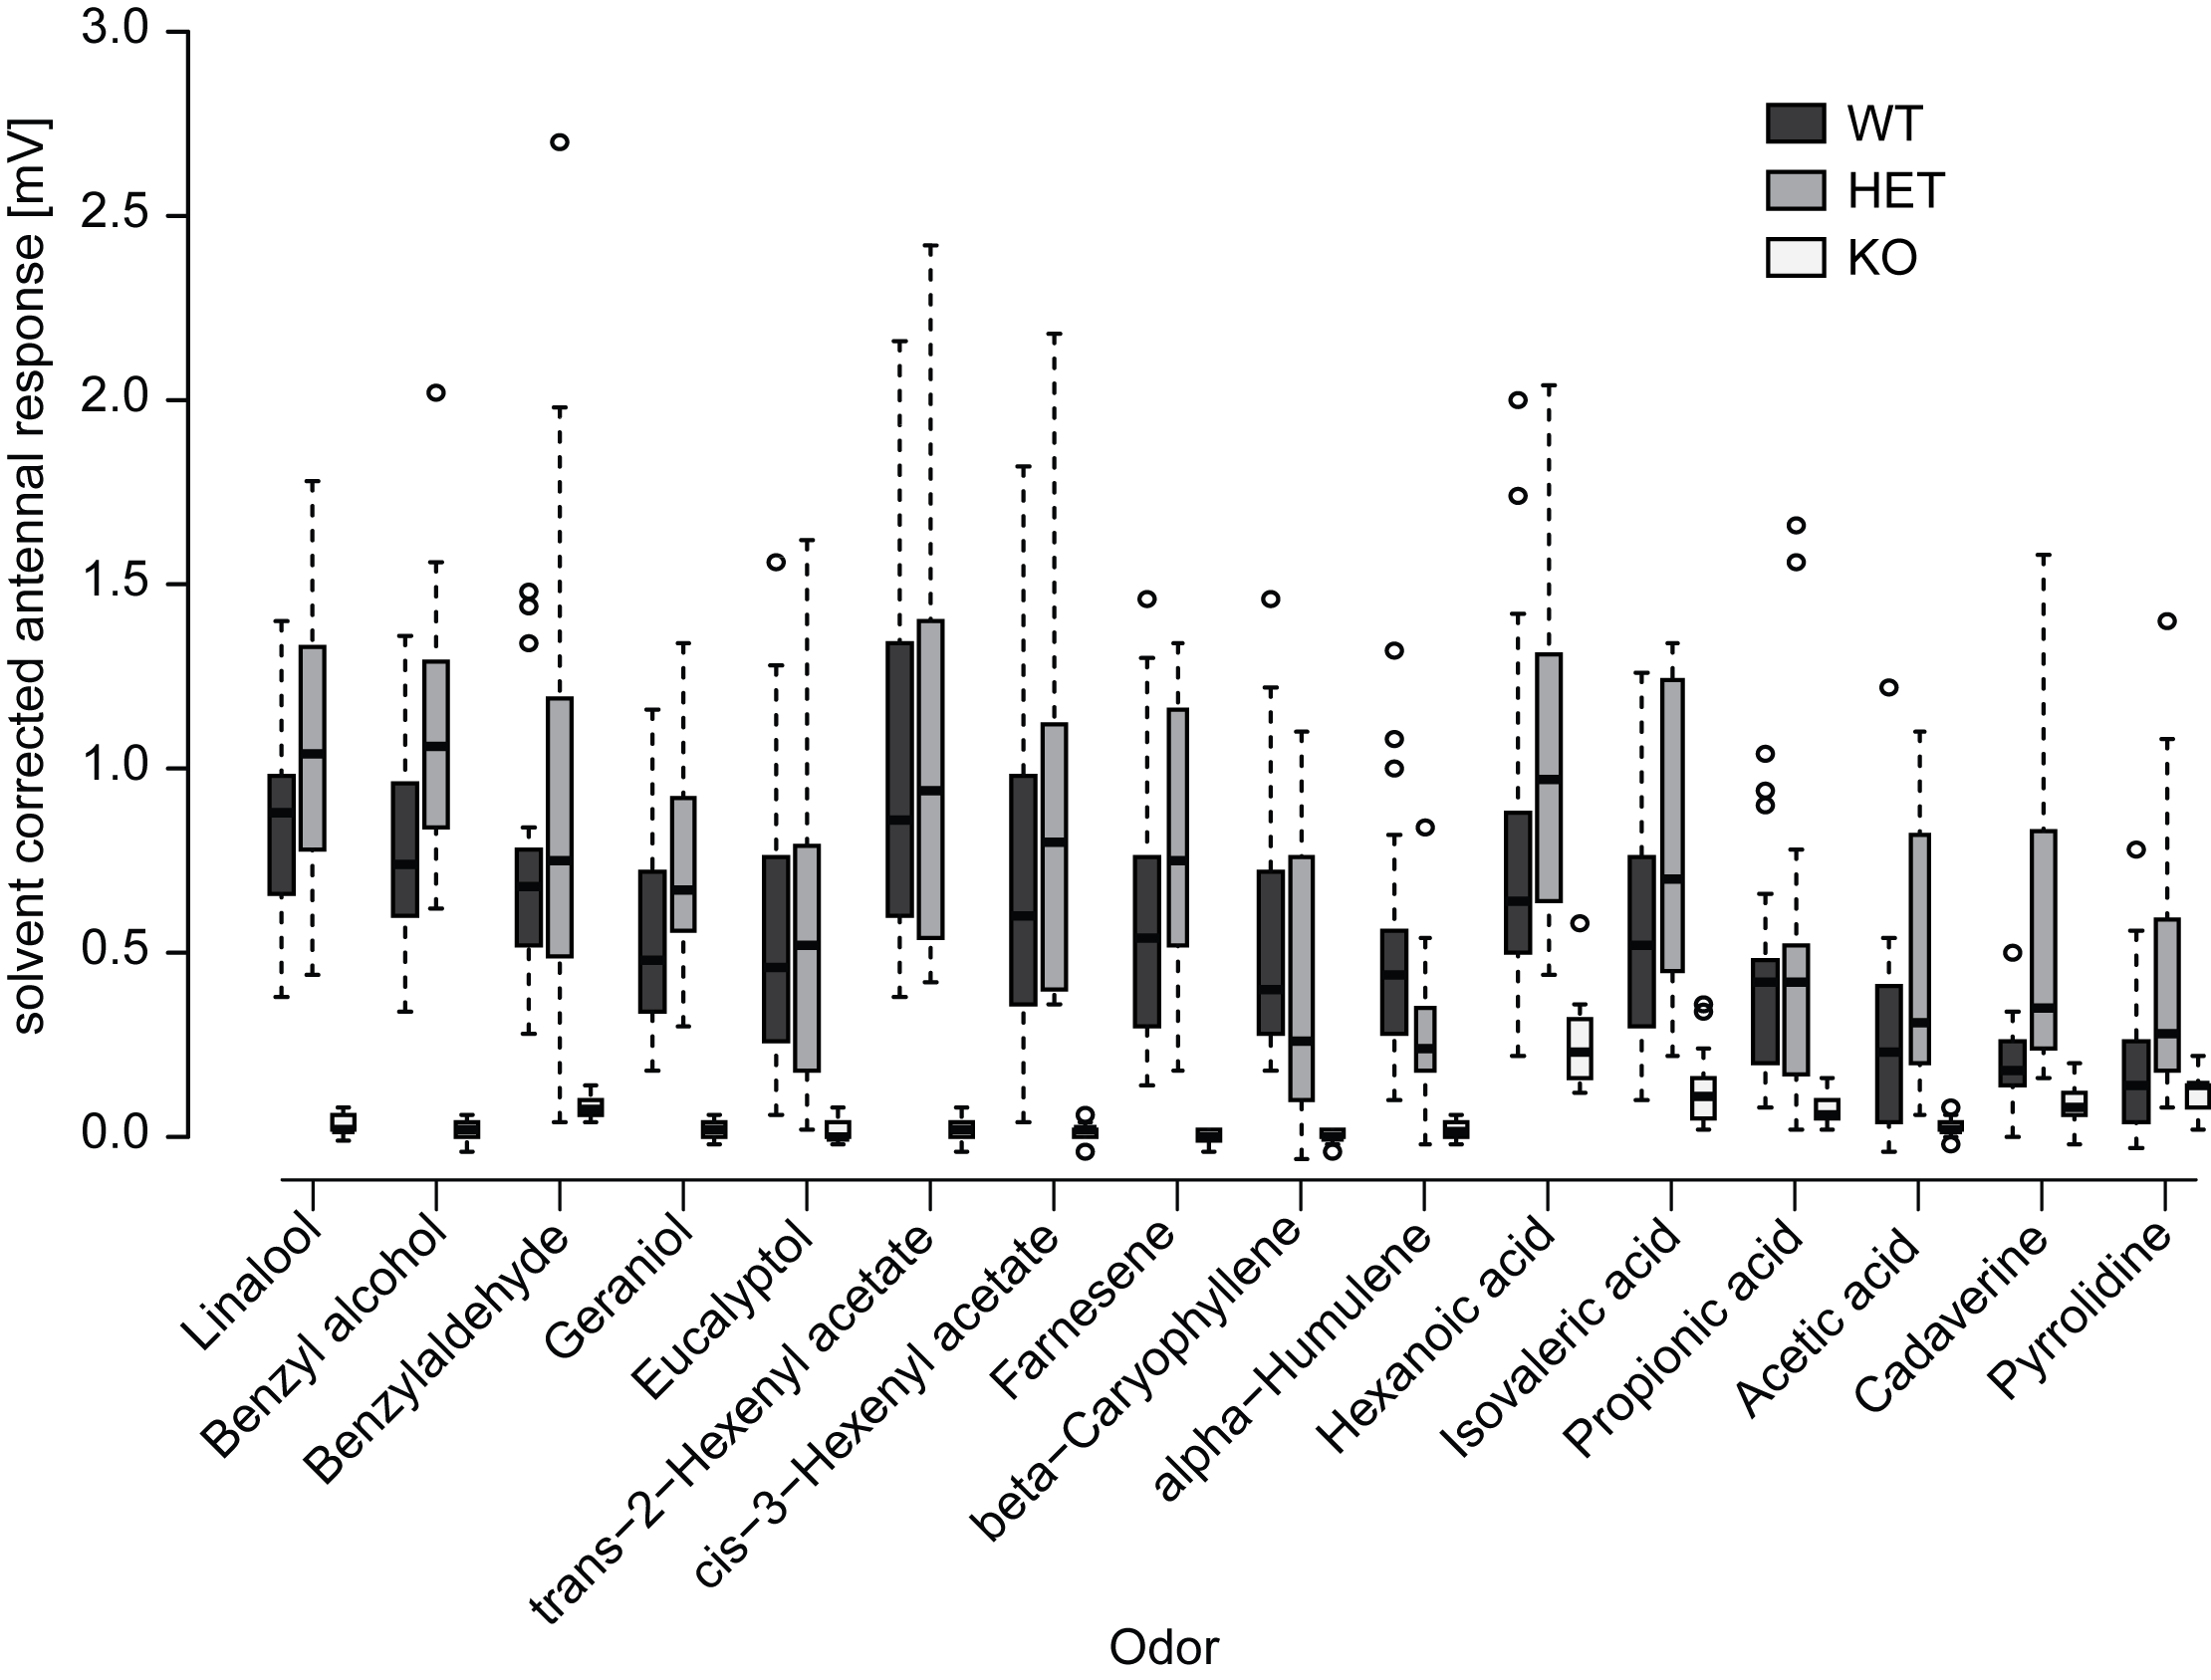 solvent corrected antennal response [mV]
3.0
2.5
2.0
1.5
1.0
0.5
0.0
WT
HET
KO
Linalool
Benzyl alcohol
Benzylaldehyde
Geraniol
Eucalyptol
trans−2−Hexenyl acetate
cis−3−Hexenyl acetate
Farnesene
beta−Caryophyllene
alpha−Humulene
Hexanoic acid
Isovaleric acid
Propionic acid
Acetic acid
Cadaverine
Pyrrolidine
Odor